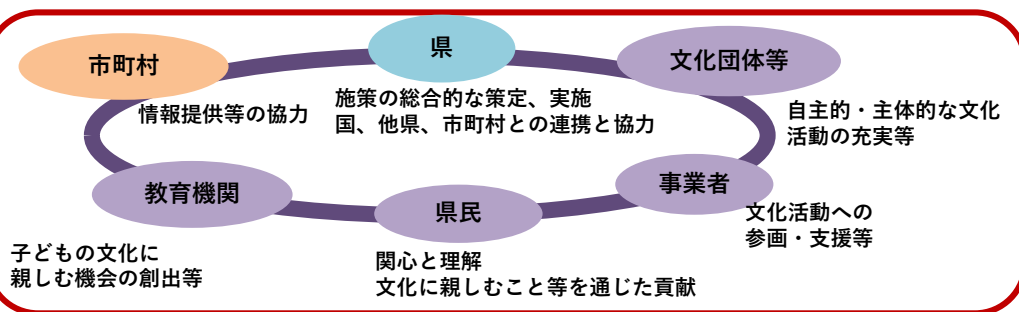 県
施策の総合的な策定、実施
国、他県、市町村との連携と協力
文化団体等
自主的・主体的な文化
活動の充実等
事業者
文化活動への
参画・支援等
県民
関心と理解
文化に親しむこと等を通じた貢献
教育機関
子どもの文化に
親しむ機会の創出等
市町村
情報提供等の協力